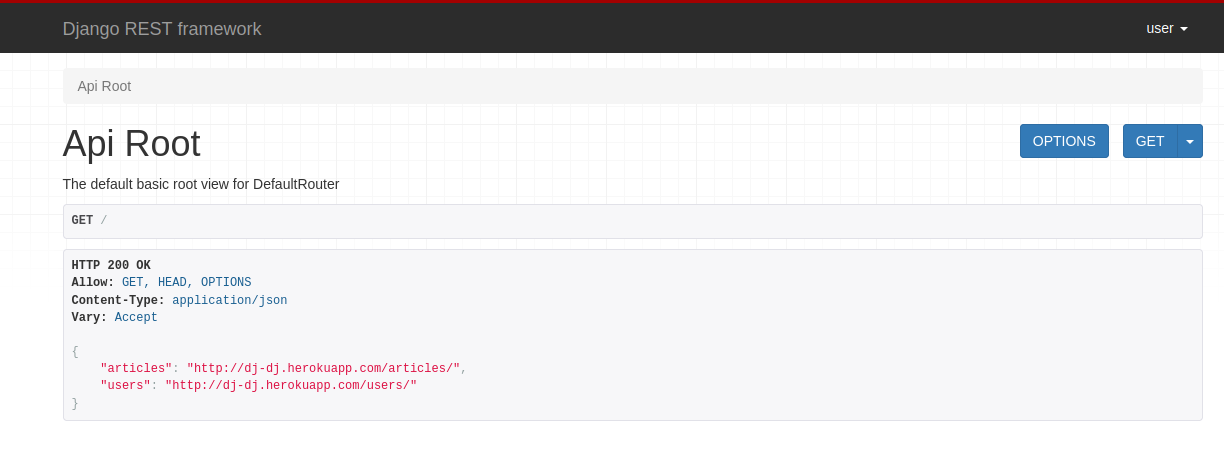 Django REST framework
user
Api Root
Api Root
OPTIONS
GET
The default basic root view for DefaultRouter
GET /
HTTP 200 OK
Allow: GET, HEAD, OPTIONS
Content-Type: application/json
Vary: Accept
{
    "articles": "http://dj-dj.herokuapp.com/articles/",
    "users": "http://dj-dj.herokuapp.com/users/"
}